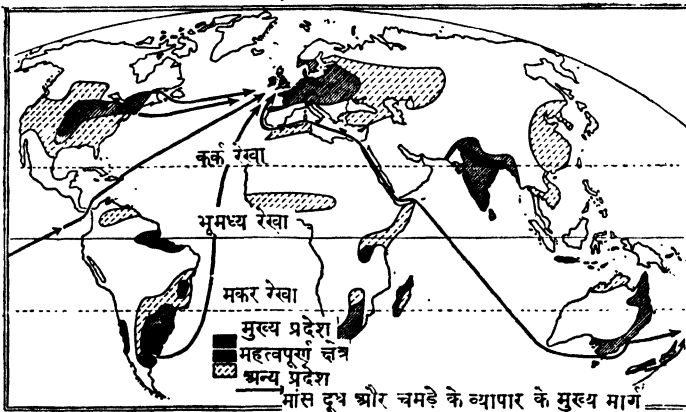 कर्क रेखा
भूमध्य रेखा
मकर रेखा
मुख्य प्रदेश
महत्वपूर्ण क्षेत्र
अन्य प्रदेश
मांस दूध और चमड़े के व्यापार के मुख्य मार्ग